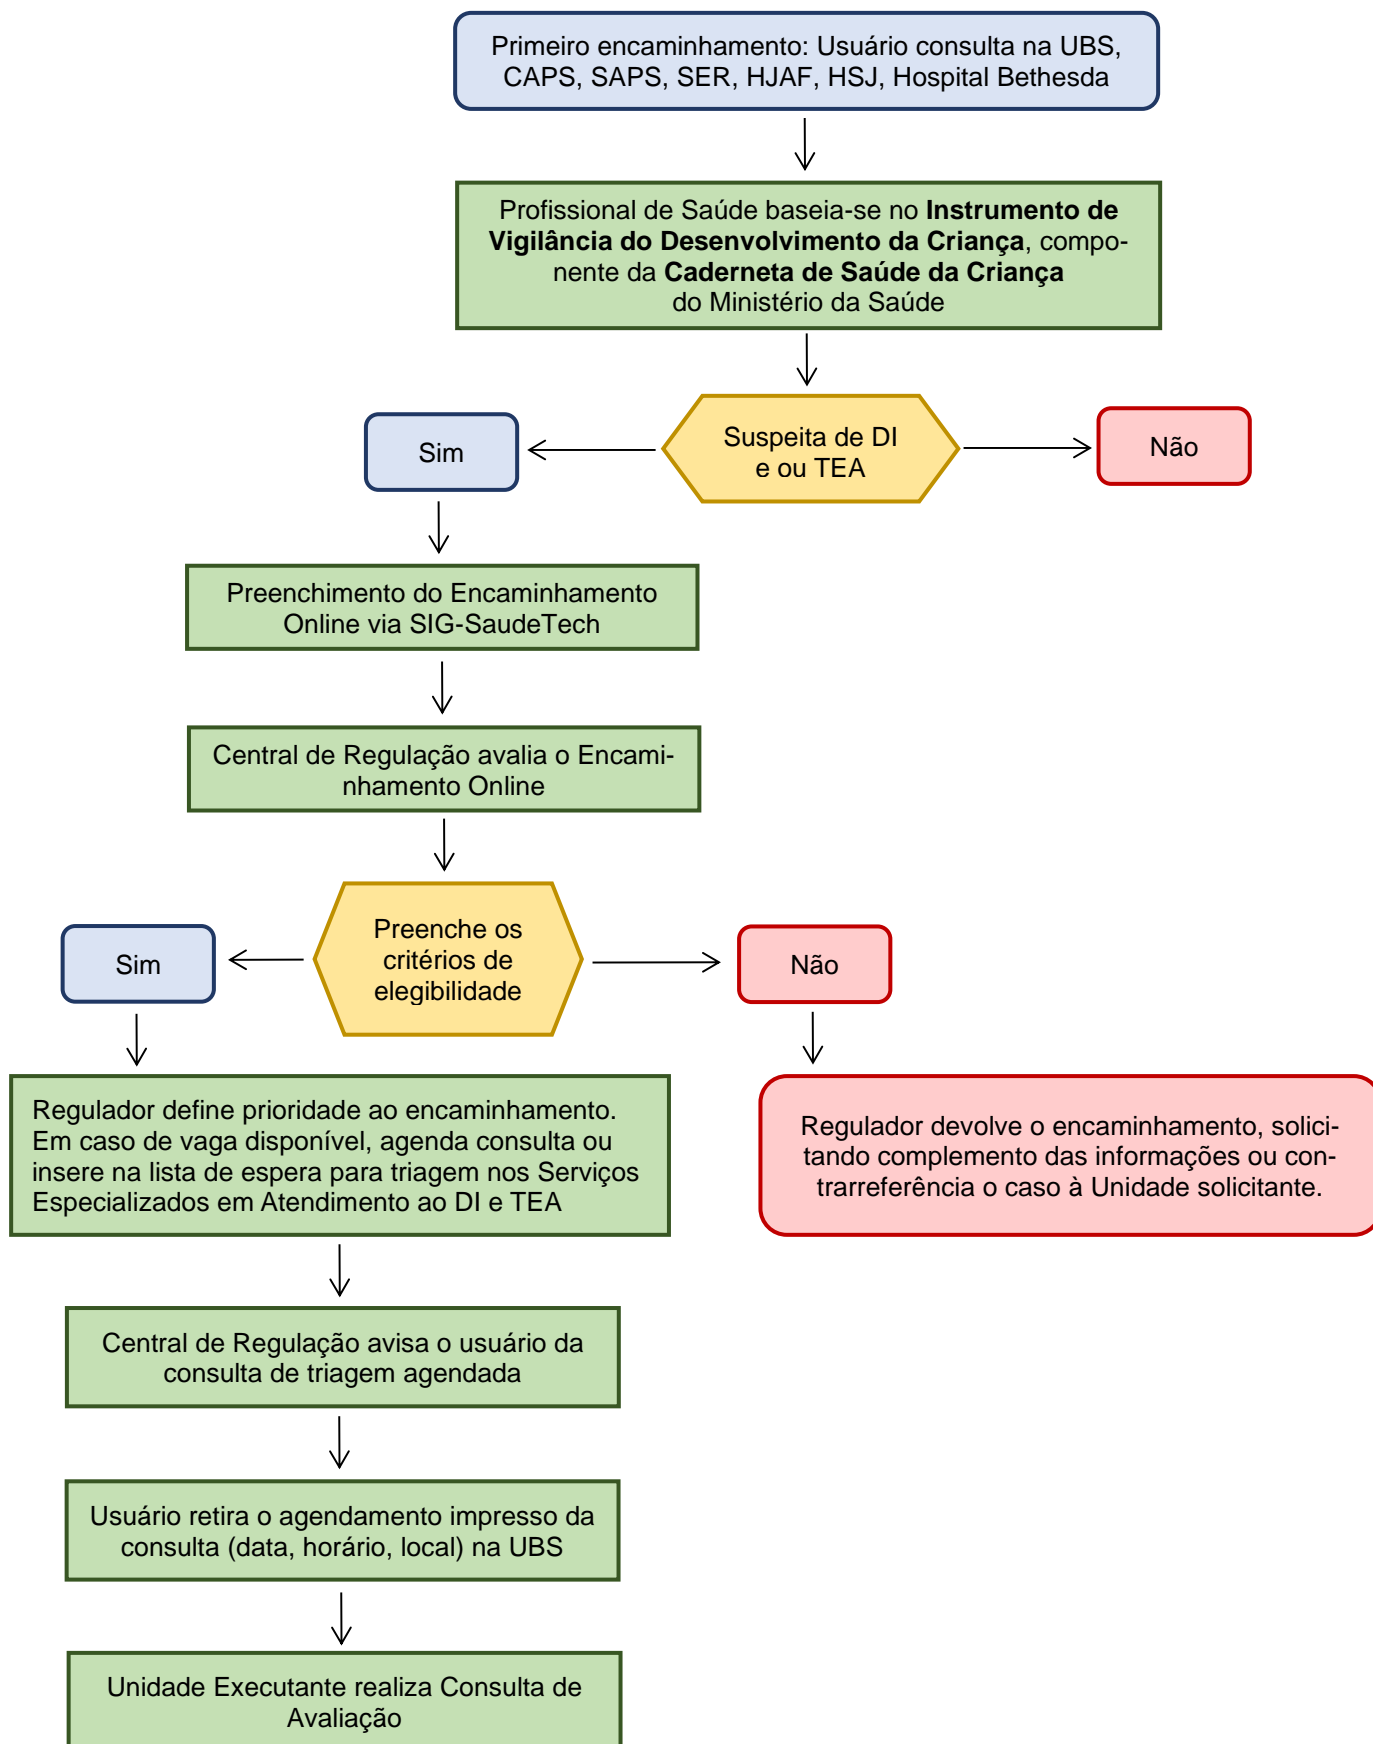 Primeiro encaminhamento: Usuário consulta na UBS,
CAPS, SAPS, SER, HJAF, HSJ, Hospital Bethesda
Profissional de Saúde baseia-se no Instrumento de
Vigilância do Desenvolvimento da Criança, compo-
nente da Caderneta de Saúde da Criança
do Ministério da Saúde
Sim
Suspeita de DI
e ou TEA
Não
Preenchimento do Encaminhamento
Online via SIG-SaudeTech
Central de Regulação avalia o Encami-
nhamento Online
Sim
Preenche os
critérios de
elegibilidade
Não
Regulador define prioridade ao encaminhamento.
Em caso de vaga disponível, agenda consulta ou
insere na lista de espera para triagem nos Serviços
Especializados em Atendimento ao DI e TEA
Regulador devolve o encaminhamento, solici-
tando complemento das informações ou con-
trarreferência o caso à Unidade solicitante.
Central de Regulação avisa o usuário da
consulta de triagem agendada
Usuário retira o agendamento impresso da
consulta (data, horário, local) na UBS
Unidade Executante realiza Consulta de
Avaliação